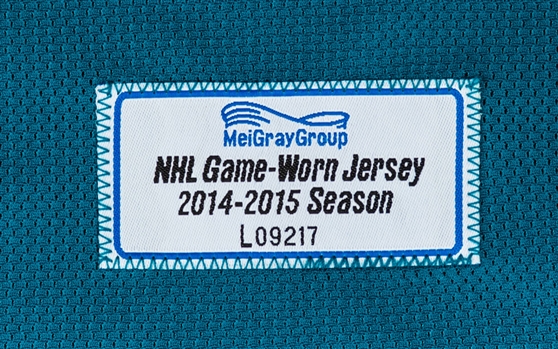 MeiGrayGroup
NHL Game-Worn Jersey
2014-2015 Season
L09217